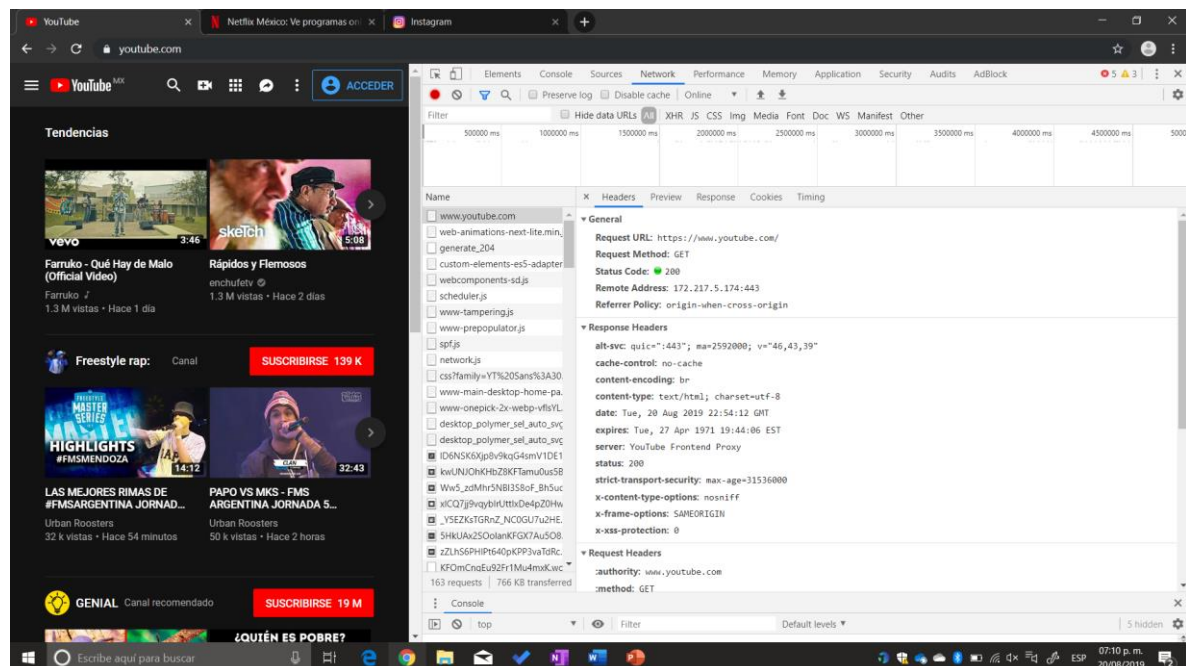 YouTube
Netflix México: Ve programas onl
Instagram
youtube.com
YouTube MX
ACCEDER
Tendencias
vevo
3:46
skeTch
5:08
Farruko - Qué Hay de Malo
(Official Video)
Farruko
1.3 M vistas • Hace 1 día
Rápidos y Flemosos
enchufetv
1.3 M vistas • Hace 2 días
Freestyle rap:
Canal
SUSCRIBIRSE 139 K
FREESTYLE
MASTER
SERIES
HIGHLIGHTS
#FMSMENDOZA
14:12
CLAN
32:43
LAS MEJORES RIMAS DE
#FMSARGENTINA JORNAD...
Urban Roosters
32 k vistas • Hace 54 minutos
PAPO VS MKS - FMS
ARGENTINA JORNADA 5...
Urban Roosters
50 k vistas • Hace 2 horas
GENIAL
Canal recomendado
SUSCRIBIRSE 19 M
¿QUIÉN ES POBRE?
Elements Console Sources Network Performance Memory Application Security Audits AdBlock
5 3
Preserve log Disable cache Online
Filter
Hide data URLs All XHR JS CSS Img Media Font Doc WS Manifest Other
500000 ms 1000000 ms 1500000 ms 2000000 ms 2500000 ms 3000000 ms 3500000 ms 4000000 ms 4500000 ms 5000
Name
www.youtube.com
web-animations-next-lite.min.
generate_204
custom-elements-es5-adapter
webcomponents-sd.js
scheduler.js
www-tampering.js
www-prepopulator.js
spf.js
network.js
css?family=YT%20Sans%3A30.
www-main-desktop-home-pa.
www-onepick-2x-webp-vflsYL.
desktop_polymer_sel_auto_svg
desktop_polymer_sel_auto_svg
163 requests 766 KB transferred
Headers Preview Response Cookies Timing
General
Request URL: https://www.youtube.com/
Request Method: GET
Status Code: 200
Remote Address: 172.217.5.174:443
Referrer Policy: origin-when-cross-origin
Response Headers
alt-svc: quic=":443"; ma=2592000; v="46,43,39"
cache-control: no-cache
content-encoding: br
content-type: text/html; charset=utf-8
date: Tue, 20 Aug 2019 22:54:12 GMT
expires: Tue, 27 Apr 1971 19:44:06 EST
server: YouTube Frontend Proxy
status: 200
strict-transport-security: max-age=31536000
x-content-type-options: nosniff
x-frame-options: SAMEORIGIN
x-xss-protection: 0
Request Headers
:authority: www.youtube.com
:method: GET
Console
top
Filter
Default levels
5 hidden
Escribe aquí para buscar
ESP
07:10 p. m.
20/08/2019